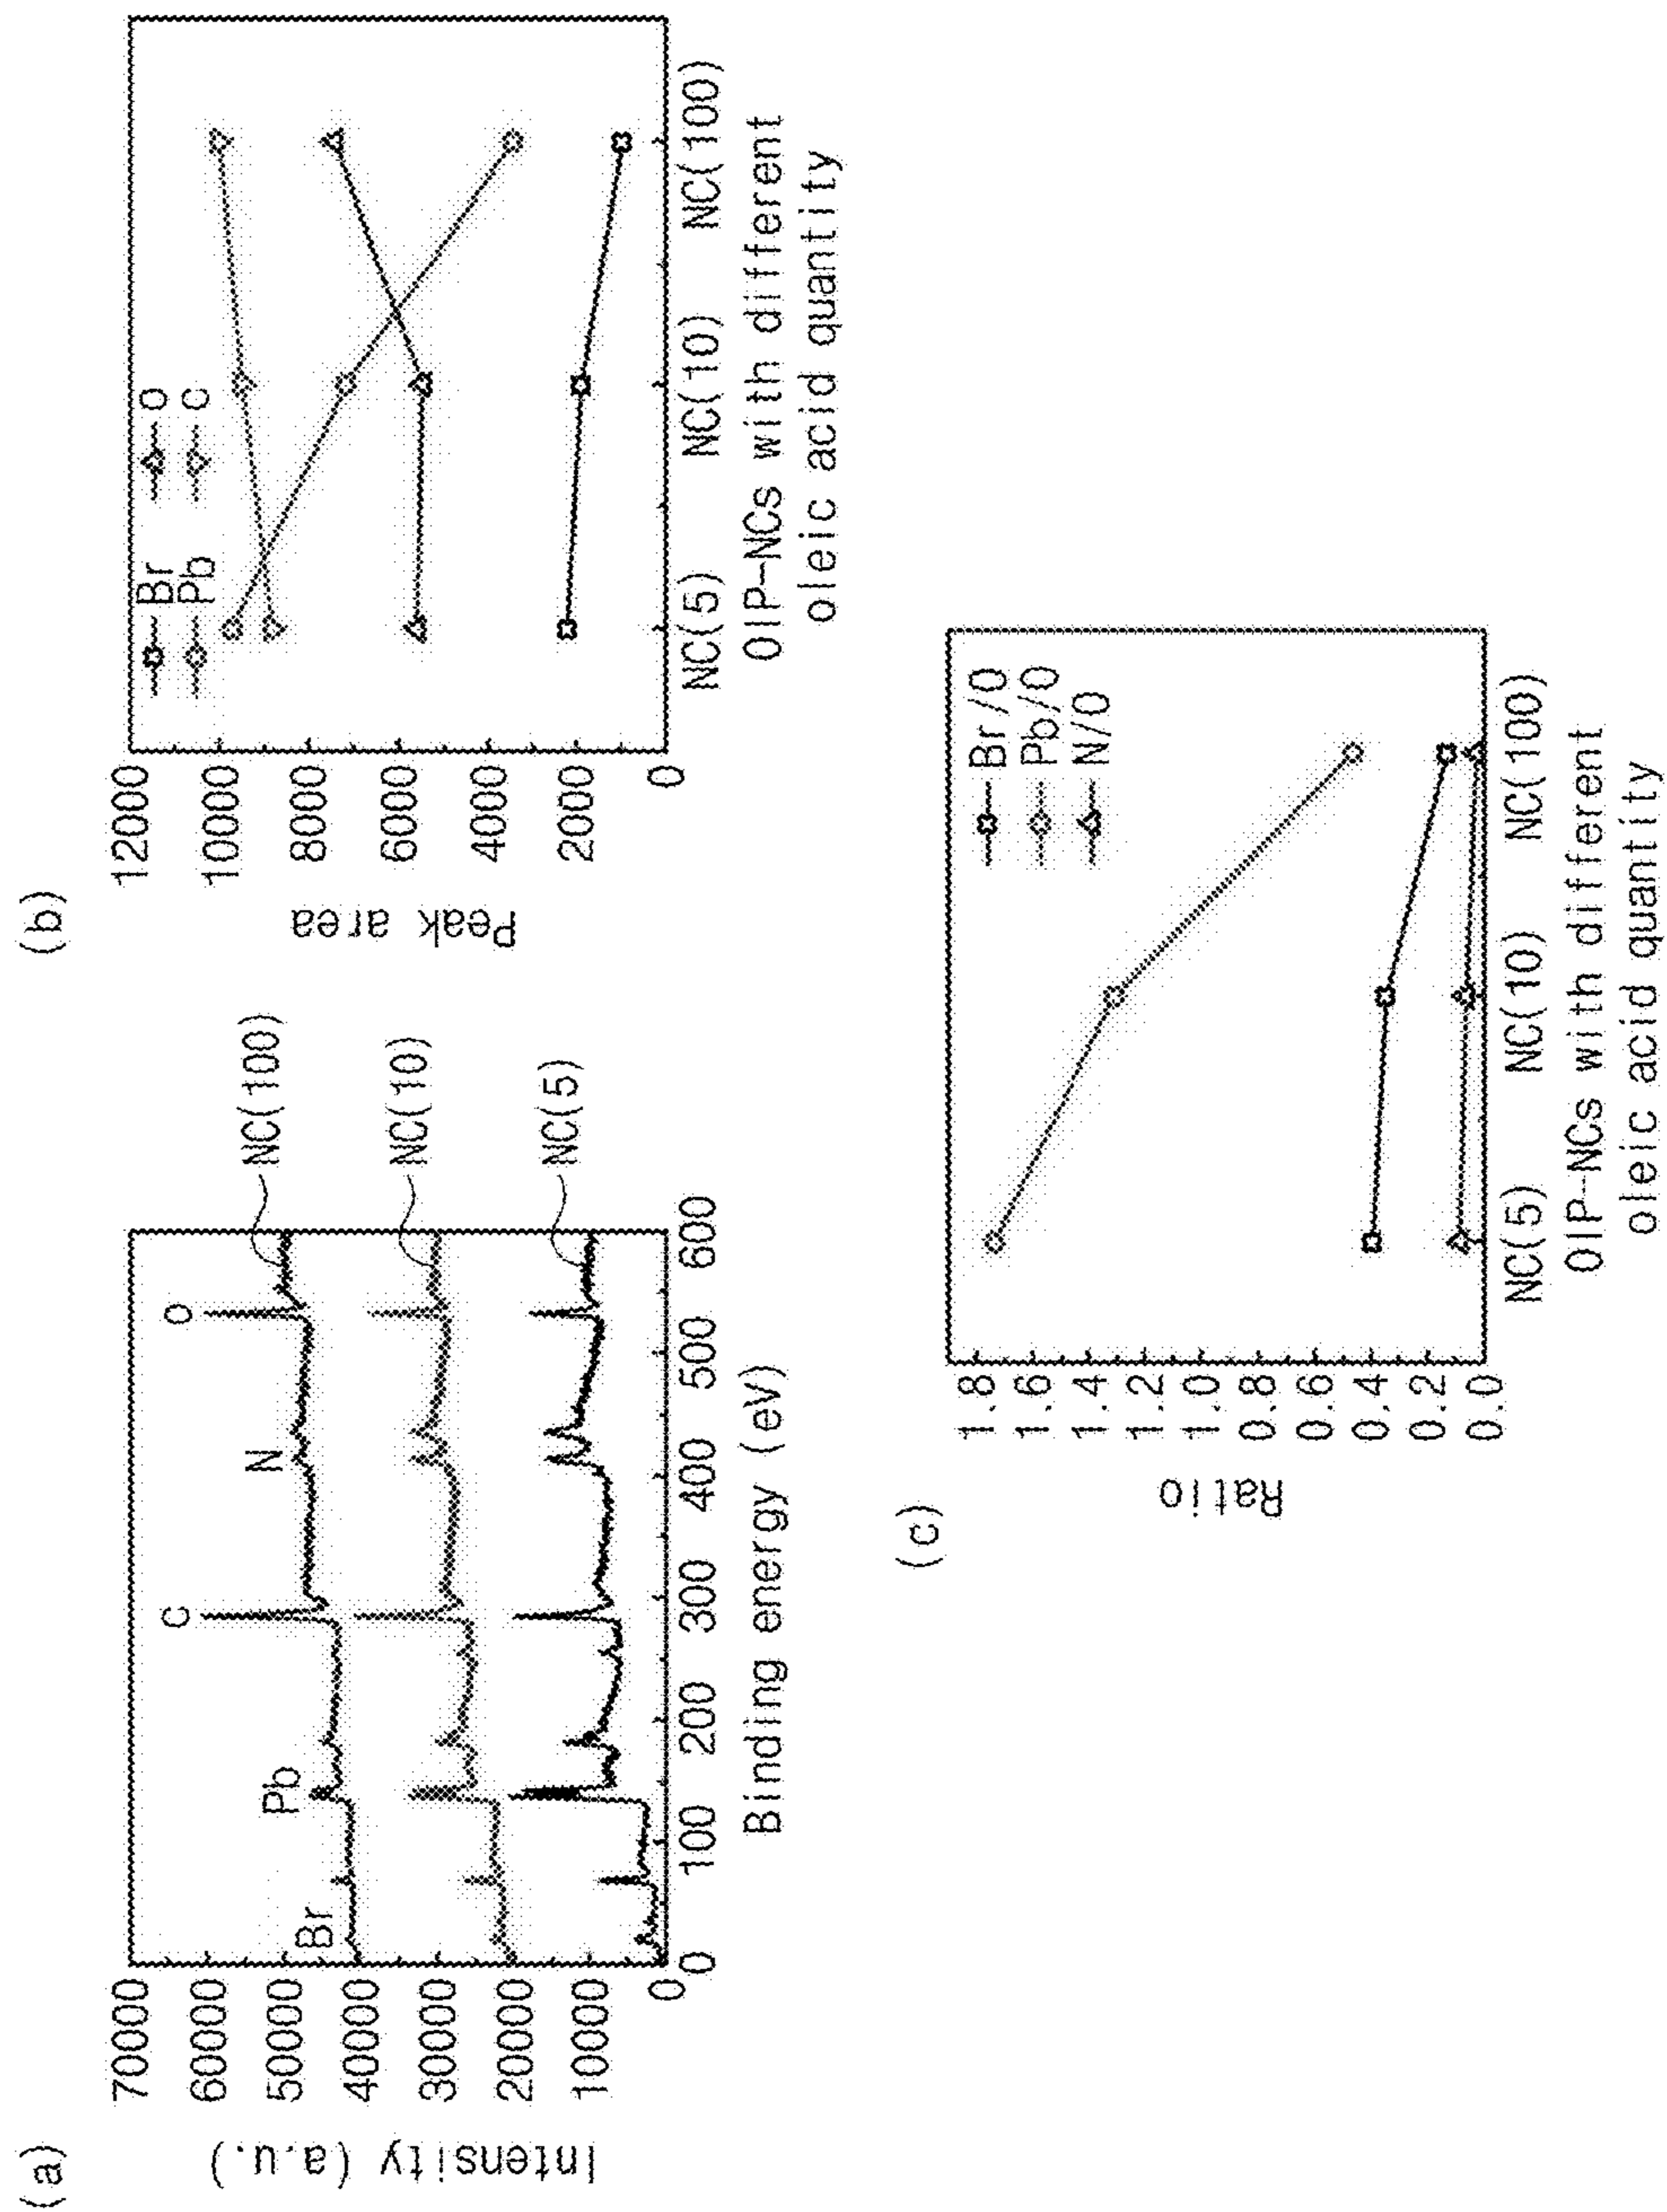 (a)
Intensity (a.u.)
70000
60000
50000
40000
30000
20000
10000
0
Br
Pb
C
N
O
NC(100)
NC(10)
NC(5)
0 100 200 300 400 500 600
Binding energy (eV)
(b)
Peak area
12000
10000
8000
6000
4000
2000
0
Br O
Pb C
NC(5) NC(10) NC(100)
OIP-NCs with different
oleic acid quantity
(c)
Ratio
1.8
1.6
1.4
1.2
1.0
0.8
0.6
0.4
0.2
0.0
Br/O
Pb/O
N/O
NC(5) NC(10) NC(100)
OIP-NCs with different
oleic acid quantity